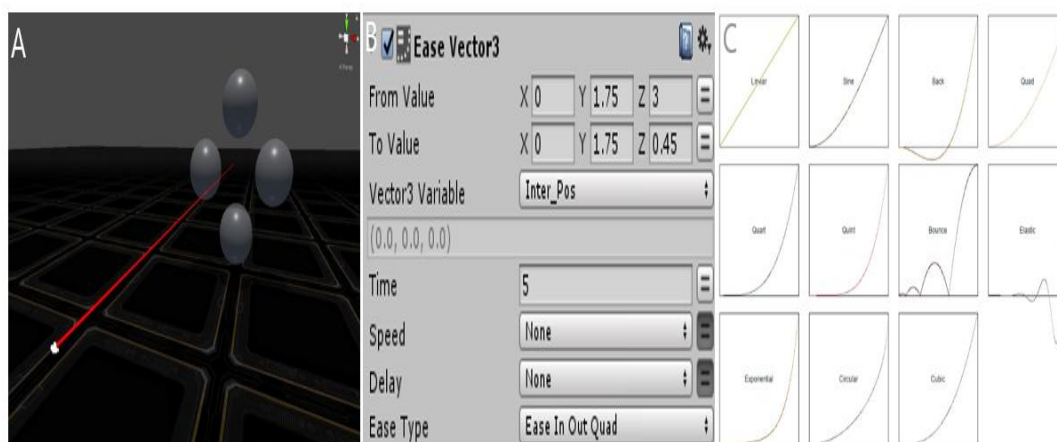 A
B
Ease Vector3
From Value X 0 Y 1.75 Z 3
To Value X 0 Y 1.75 Z 0.45
Vector3 Variable Inter_Pos
(0.0, 0.0, 0.0)
Time 5
Speed None
Delay None
Ease Type Ease In Out Quad
C
Linear Sine Back Quad
Quart Quint Bounce Elastic
Exponential Circular Cubic